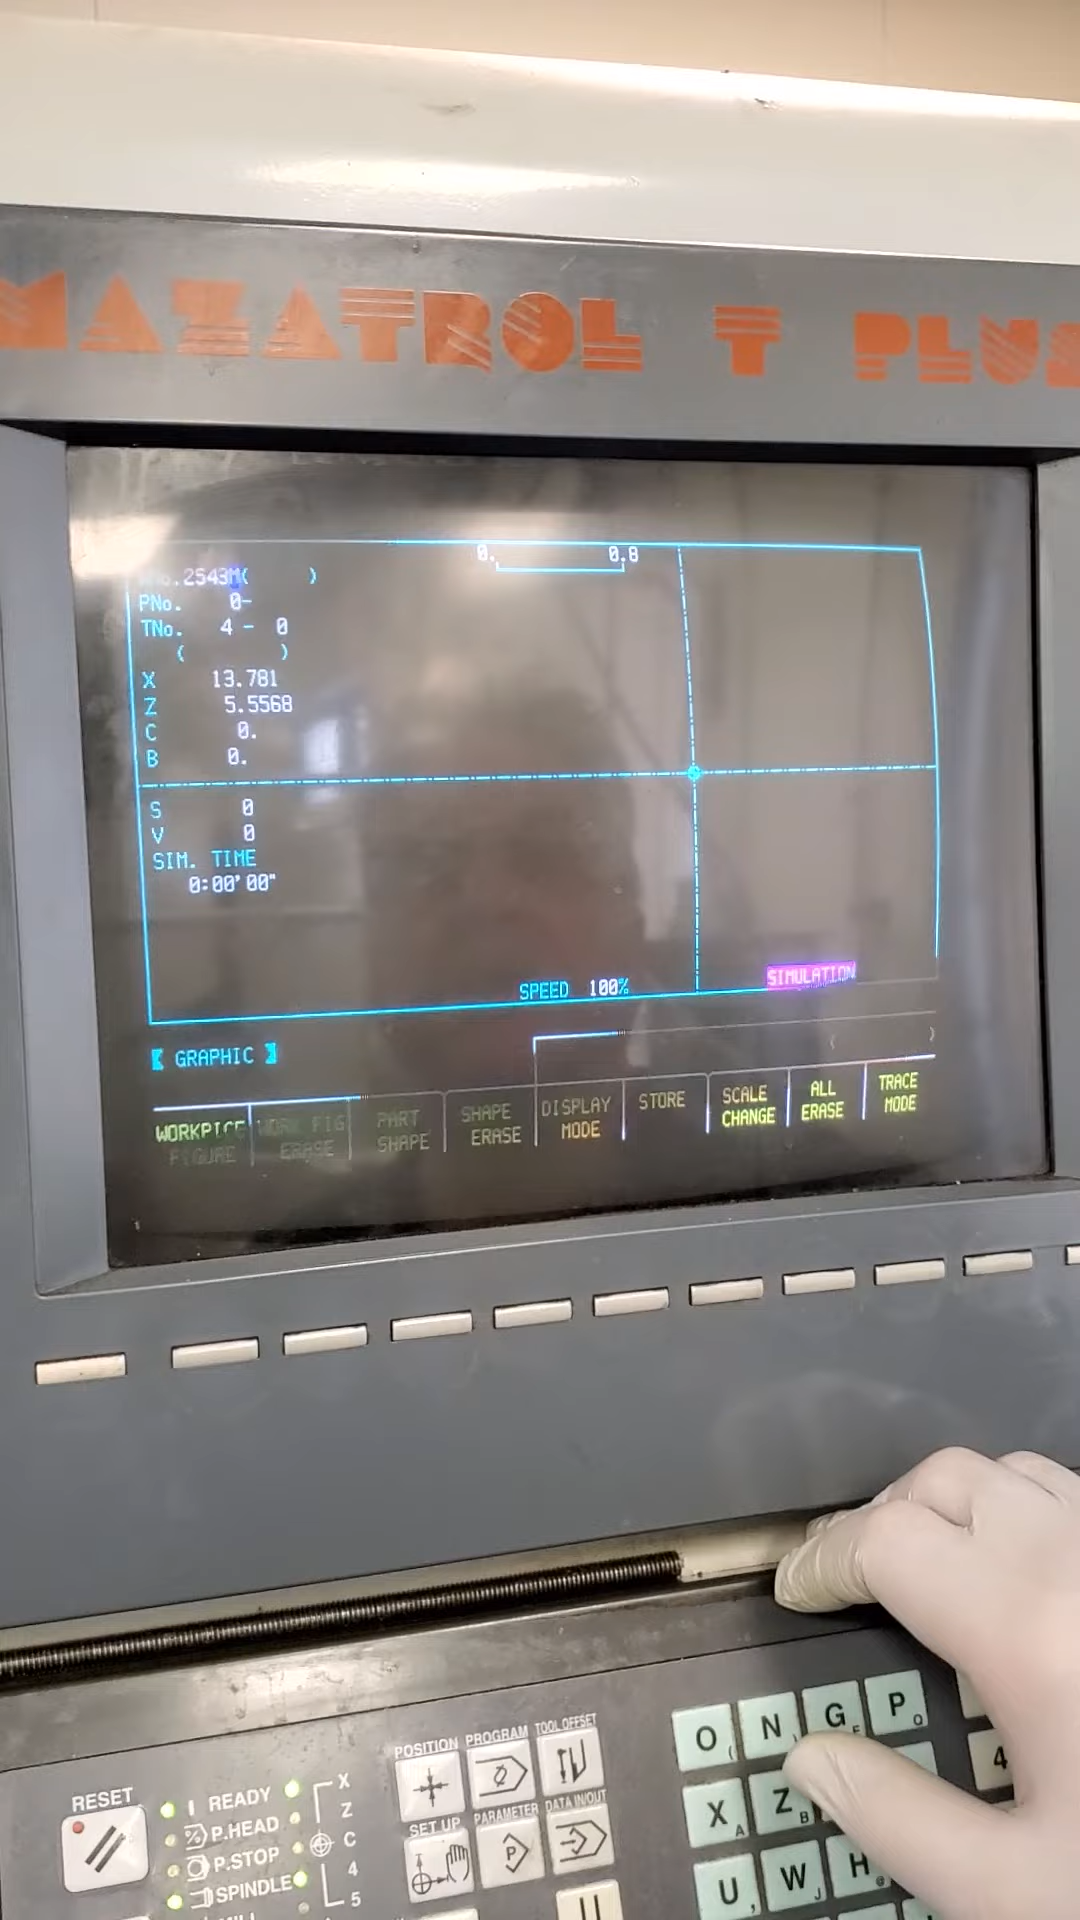 MAZATROL T PLUS
0. 0.8
No.2543M( )
PNo. 0-
TNo. 4 - 0
( )
X 13.781
Z 5.5568
C 0.
B 0.
S 0
V 0
SIM. TIME
0:00'00"
SIMULATION
SPEED 100%
GRAPHIC ( )
WORKPICE FIGURE
WORK FIG ERASE
PART SHAPE
SHAPE ERASE
DISPLAY MODE
STORE
SCALE CHANGE
ALL ERASE
TRACE MODE
POSITION PROGRAM TOOL OFFSET
SET UP PARAMETER DATA IN/OUT
RESET
READY
P.HEAD
P.STOP
SPINDLE
X
Z
C
4
5
O ( N G P Q
X A Z B 4
U , W J H @